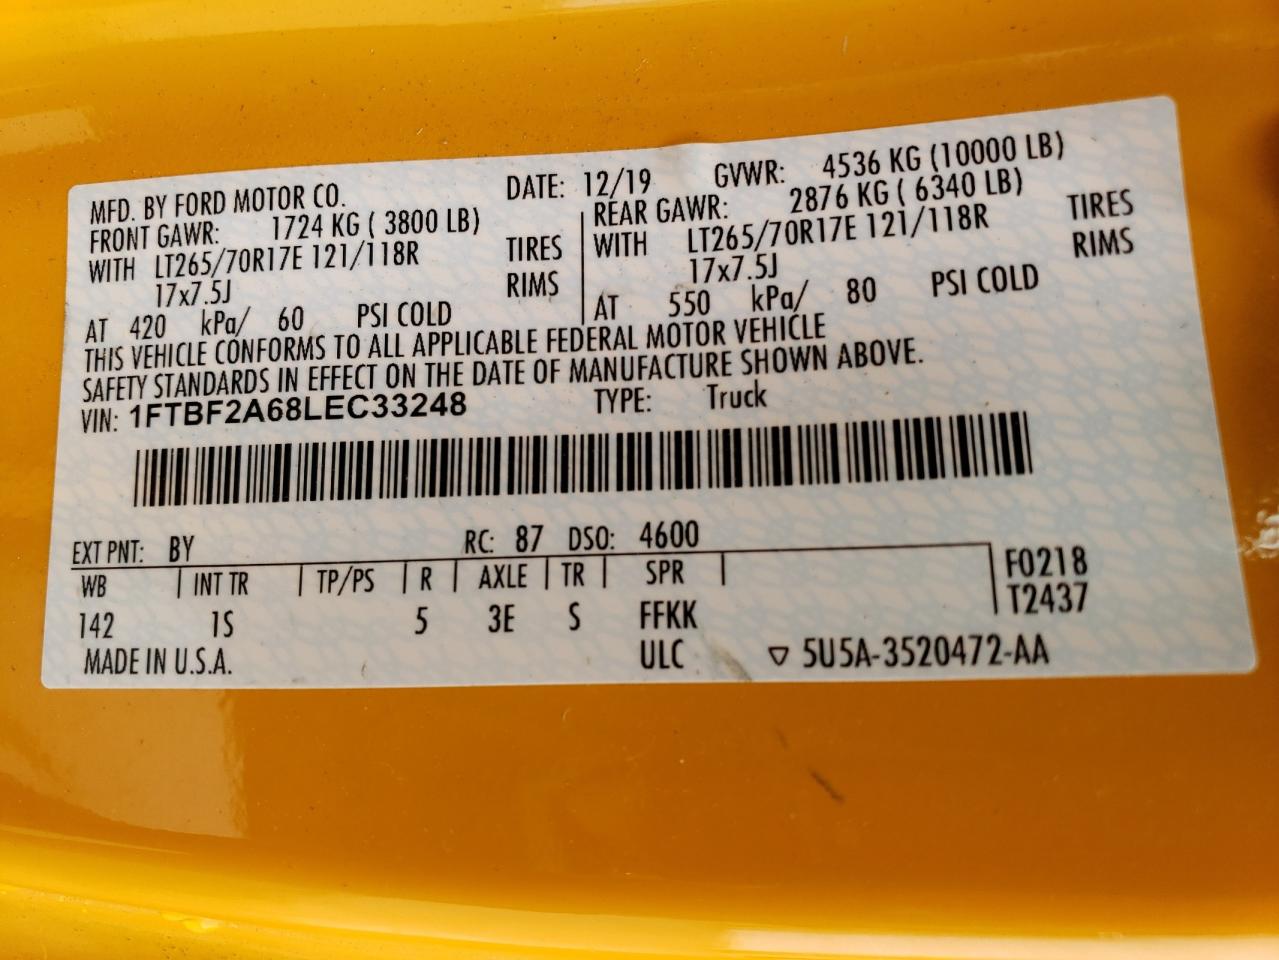 MFD. BY FORD MOTOR CO. DATE: 12/19 GVWR: 4536 KG (10000 LB)
FRONT GAWR: 1724 KG ( 3800 LB) REAR GAWR: 2876 KG ( 6340 LB)
WITH LT265/70R17E 121/118R TIRES WITH LT265/70R17E 121/118R TIRES
17x7.5J RIMS 17x7.5J RIMS
AT 420 kPa/ 60 PSI COLD AT 550 kPa/ 80 PSI COLD
THIS VEHICLE CONFORMS TO ALL APPLICABLE FEDERAL MOTOR VEHICLE
SAFETY STANDARDS IN EFFECT ON THE DATE OF MANUFACTURE SHOWN ABOVE.
VIN: 1FTBF2A68LEC33248 TYPE: Truck
EXT PNT: BY RC: 87 DSO: 4600
WB INT TR TP/PS R AXLE TR SPR F0218
142 1S 5 3E S FFKK T2437
MADE IN U.S.A. ULC 5U5A-3520472-AA